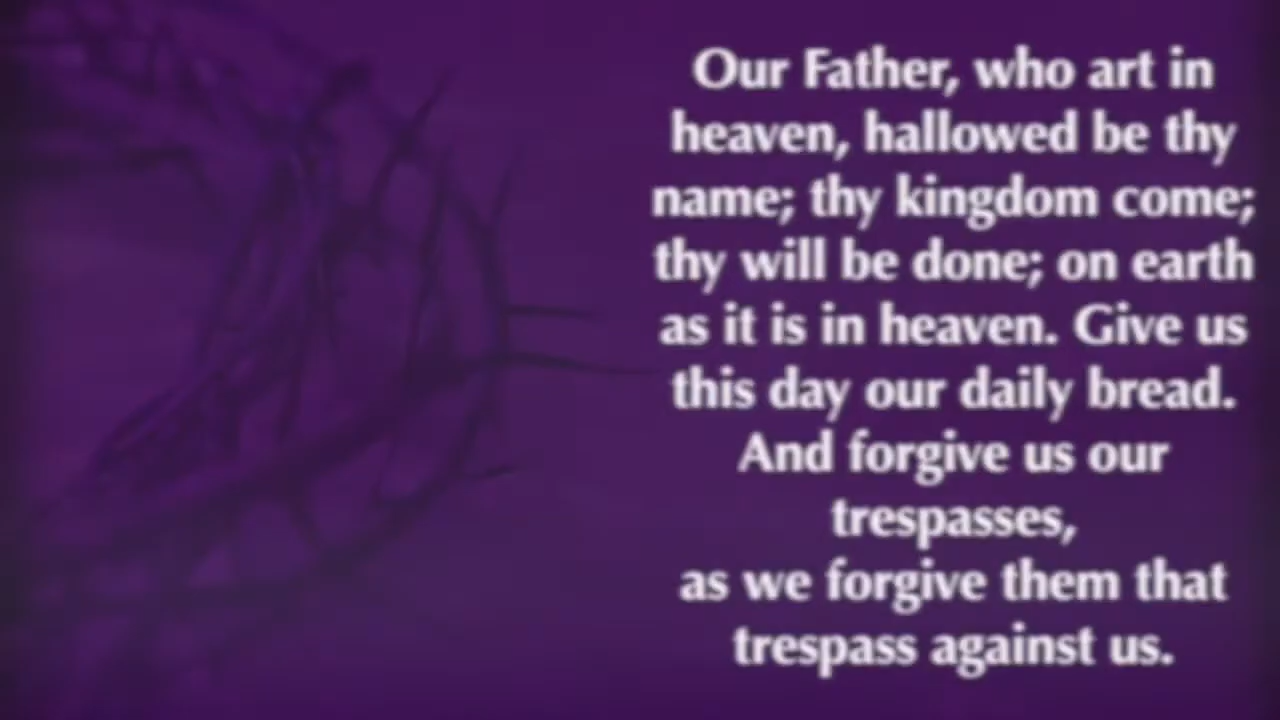 Our Father, who art in
heaven, hallowed be thy
name; thy kingdom come;
thy will be done; on earth
as it is in heaven. Give us
this day our daily bread.
And forgive us our
trespasses,
as we forgive them that
trespass against us.